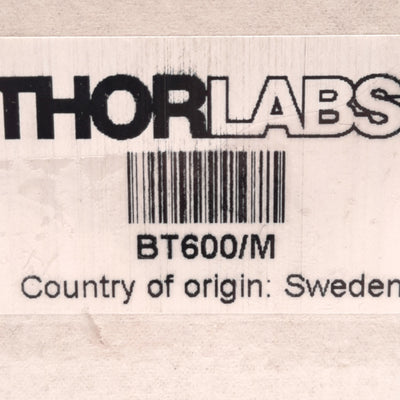 THORLABS
BT600/M
Country of origin: Sweden